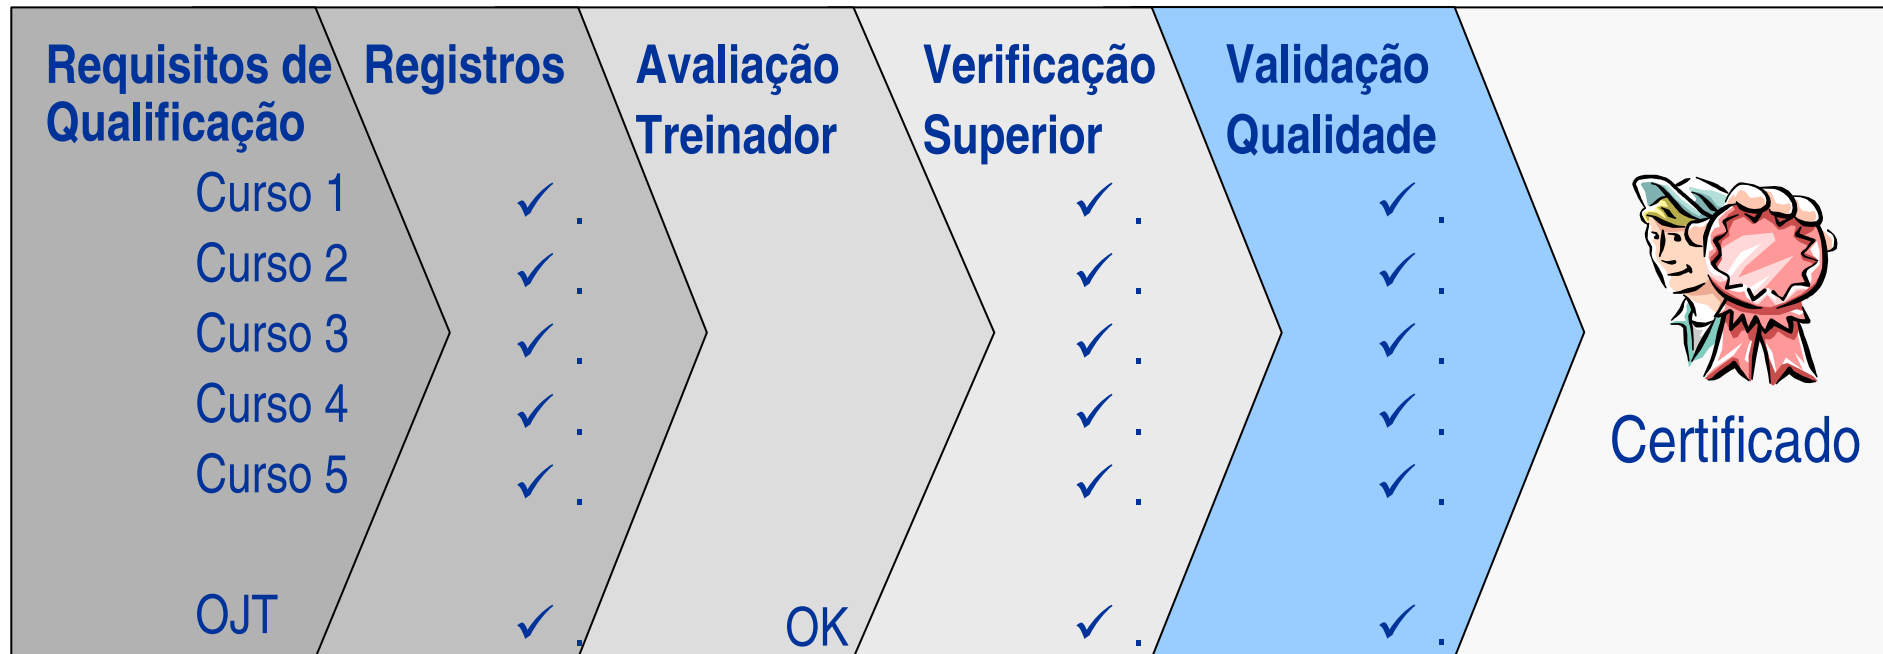 Requisitos de Registros Avaliação Verificação Validação
Qualificação Treinador Superior Qualidade
Curso 1 ✓ . ✓ . ✓ .
Curso 2 ✓ . ✓ . ✓ .
Curso 3 ✓ . ✓ . ✓ .
Curso 4 ✓ . ✓ . ✓ .
Certificado
Curso 5 ✓ . ✓ . ✓ .
OJT ✓ . OK ✓ . ✓ .